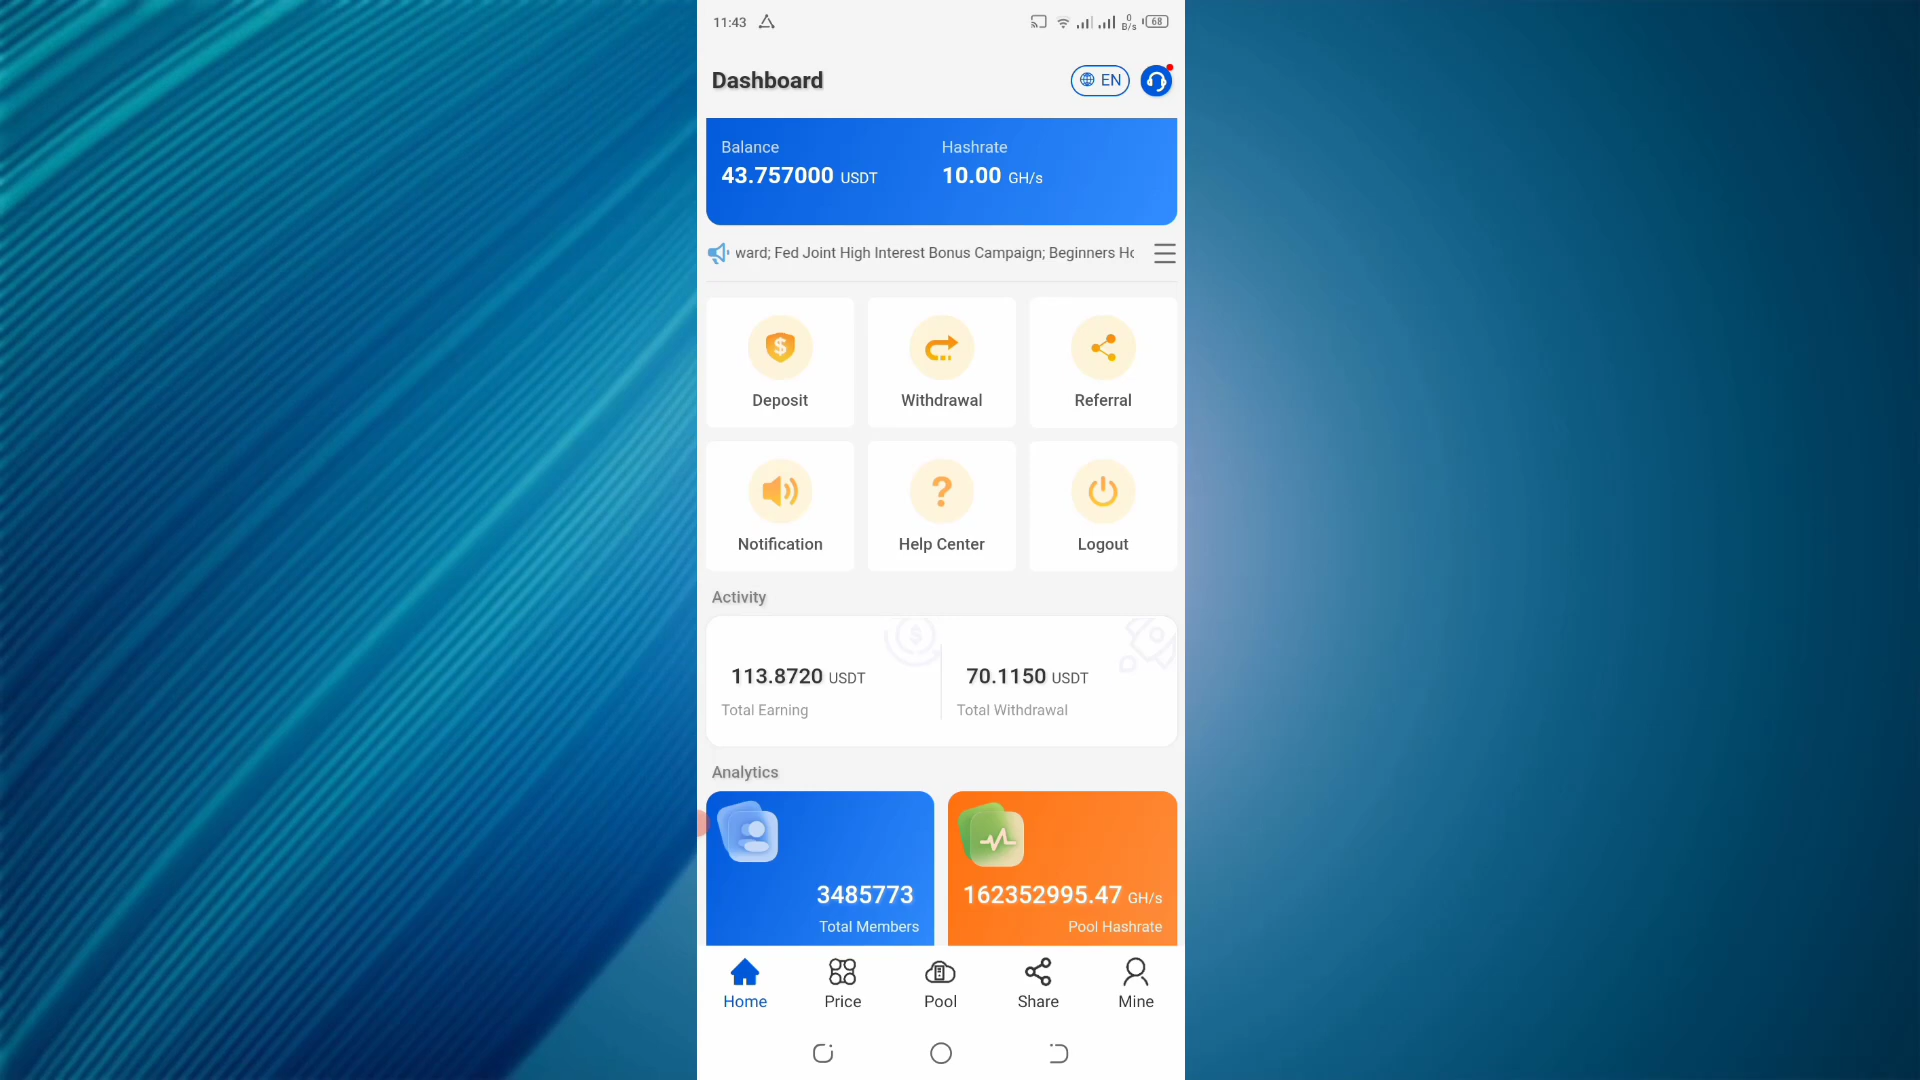 11:43
0
B/s
68
Dashboard
EN
Balance
Hashrate
43.757000 USDT
10.00 GH/s
ward; Fed Joint High Interest Bonus Campaign; Beginners
Deposit
Withdrawal
Referral
Notification
Help Center
Logout
Activity
113.8720 USDT
70.1150 USDT
Total Earning
Total Withdrawal
Analytics
3485773
162352995.47 GH/s
Total Members
Pool Hashrate
Home
Price
Pool
Share
Mine